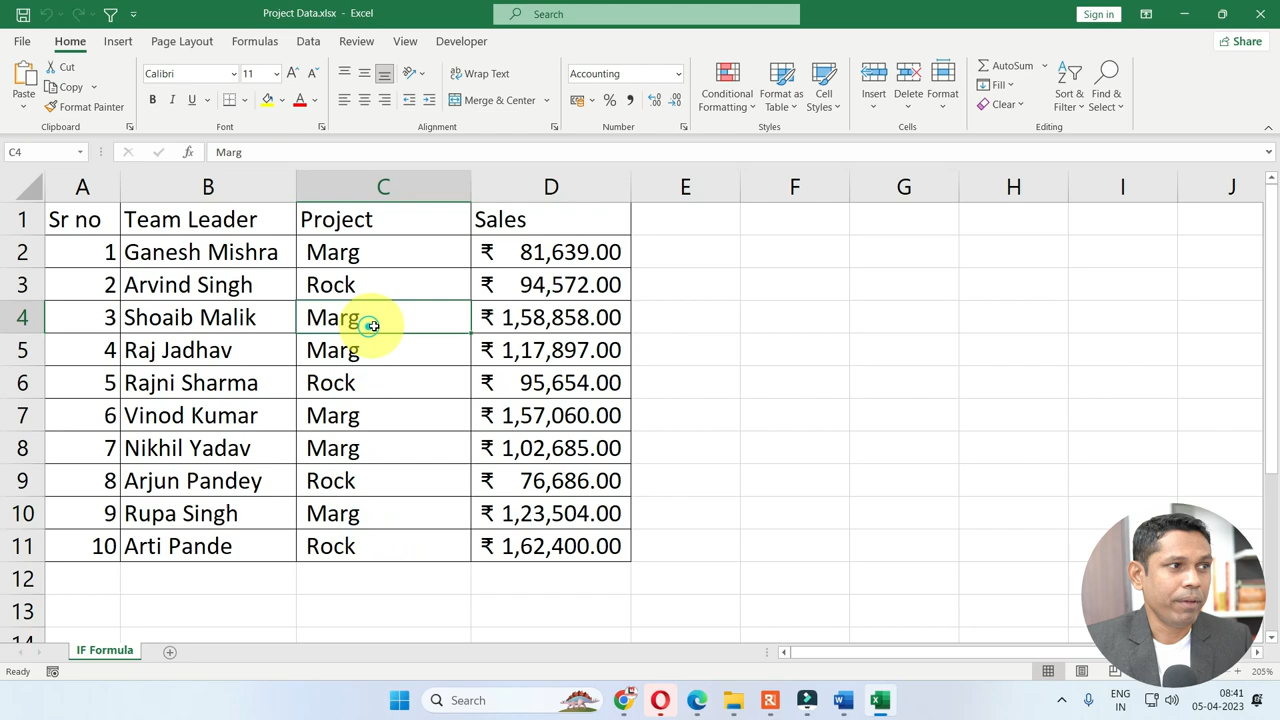 Project Data.xlsx - Excel
Search
Sign in
File Home Insert Page Layout Formulas Data Review View Developer
Share
Paste
Cut
Copy
Format Painter
Clipboard
Calibri 11
B I U
Font
Wrap Text
Merge & Center
Alignment
Accounting
% ,
Number
Conditional Formatting
Format as Table
Cell Styles
Styles
Insert
Delete
Format
Cells
AutoSum
Fill
Clear
Sort & Filter
Find & Select
Editing
C4 fx Marg
A B C D E F G H I J
1 Sr no Team Leader Project Sales
2 1 Ganesh Mishra Marg ₹ 81,639.00
3 2 Arvind Singh Rock ₹ 94,572.00
4 3 Shoaib Malik Marg ₹ 1,58,858.00
5 4 Raj Jadhav Marg ₹ 1,17,897.00
6 5 Rajni Sharma Rock ₹ 95,654.00
7 6 Vinod Kumar Marg ₹ 1,57,060.00
8 7 Nikhil Yadav Marg ₹ 1,02,685.00
9 8 Arjun Pandey Rock ₹ 76,686.00
10 9 Rupa Singh Marg ₹ 1,23,504.00
11 10 Arti Pande Rock ₹ 1,62,400.00
12
13
14
IF Formula
Ready
205%
Search
ENG
IN
08:41
05-04-2023